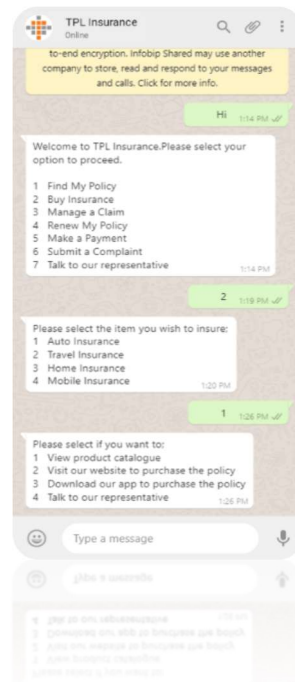 TPL Insurance
Online
to-end encryption. Infobip Shared may use another
company to store, read and respond to your messages
and calls. Click for more info.
Hi 1:14 PM
Welcome to TPL Insurance.Please select your
option to proceed.
1 Find My Policy
2 Buy Insurance
3 Manage a Claim
4 Renew My Policy
5 Make a Payment
6 Submit a Complaint
7 Talk to our representative
1:14 PM
2 1:19 PM
Please select the item you wish to insure:
1 Auto Insurance
2 Travel Insurance
3 Home Insurance
4 Mobile Insurance
1:20 PM
1 1:26 PM
Please select if you want to:
1 View product catalogue
2 Visit our website to purchase the policy
3 Download our app to purchase the policy
4 Talk to our representative
1:26 PM
Type a message